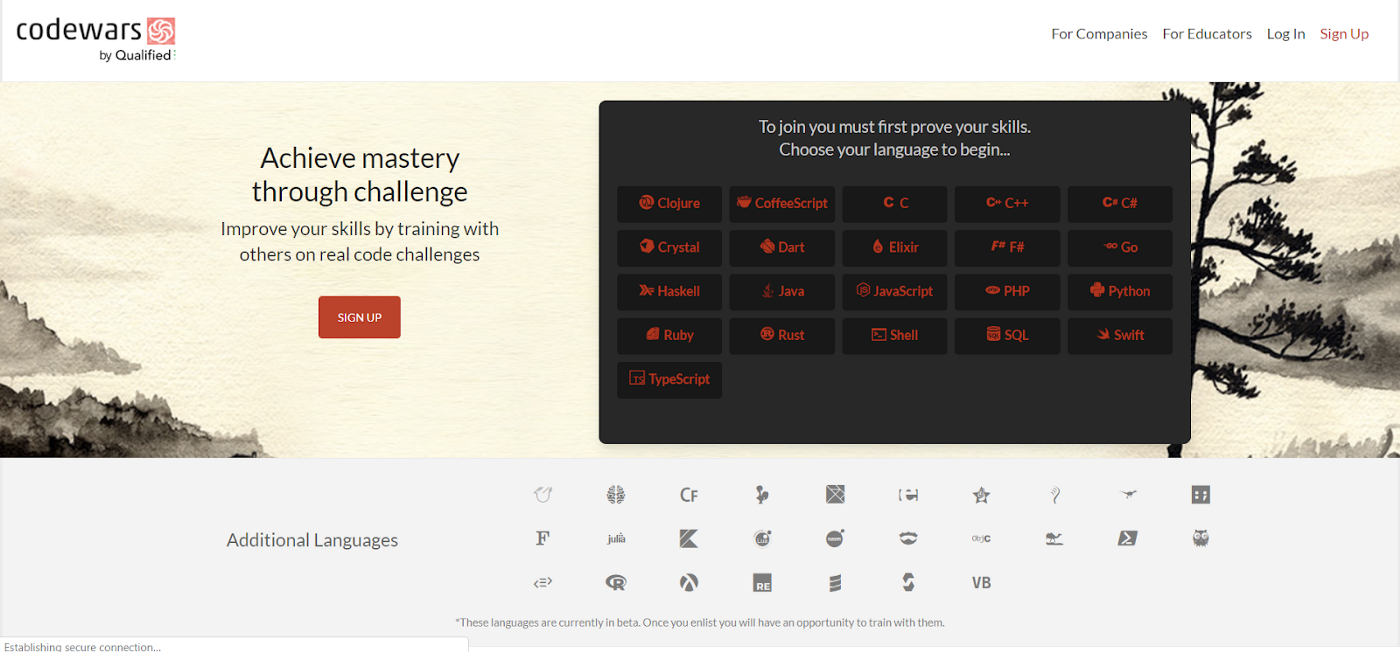 codewars
by Qualified
For Companies For Educators Log In Sign Up
Achieve mastery
through challenge
Improve your skills by training with
others on real code challenges
SIGN UP
To join you must first prove your skills.
Choose your language to begin...
Clojure CoffeeScript C C C++ C++ C# C#
Crystal Dart Elixir F# F# Go
Haskell Java JS JavaScript php PHP Python
Ruby Rust Shell SQL Swift
TS TypeScript
CF
Additional Languages
F julia ObjC
R RE VB
*These languages are currently in beta. Once you enlist you will have an opportunity to train with them.
Establishing secure connection...